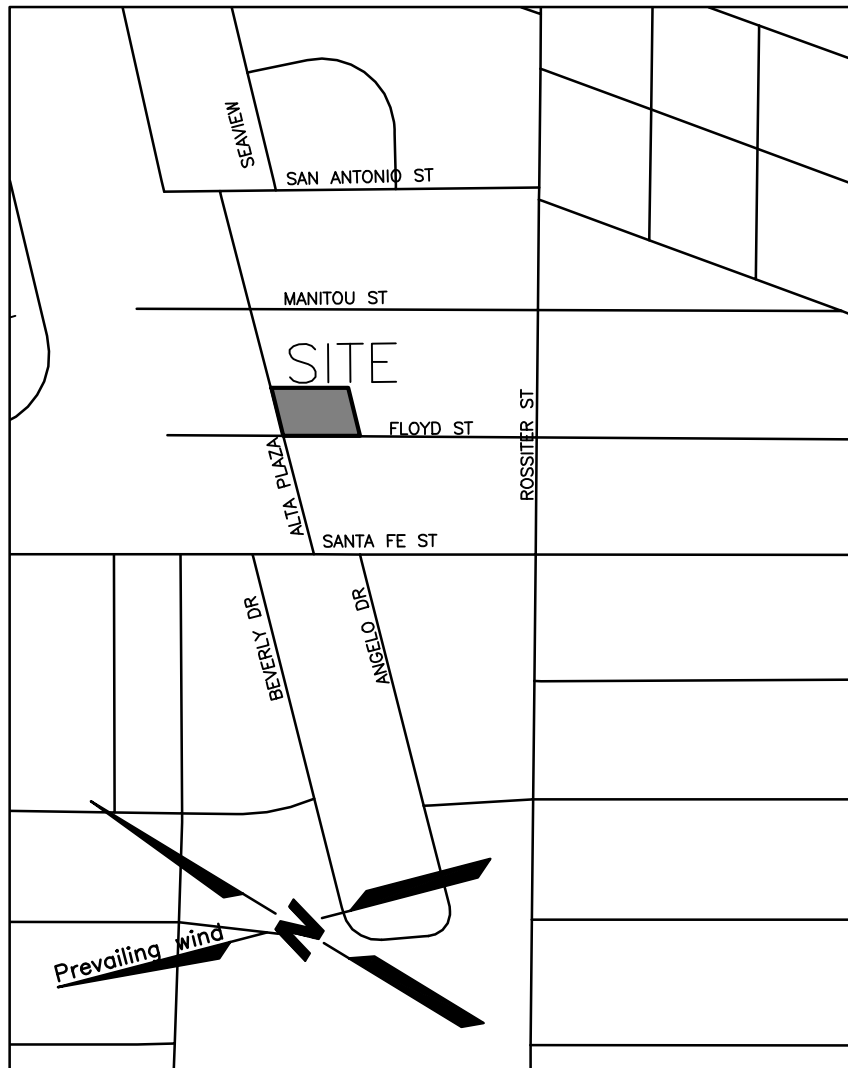 SEAVIEW
SAN ANTONIO ST
MANITOU ST
SITE
ROSSITER ST
FLOYD ST
ALTA PLAZA
SANTA FE ST
BEVERLY DR
ANGELO DR
N
Prevailing wind